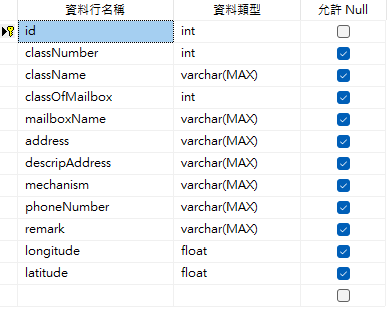 資料行名稱 資料類型 允許 Null
id int
classNumber int
className varchar(MAX)
classOfMailbox int
mailboxName varchar(MAX)
address varchar(MAX)
descripAddress varchar(MAX)
mechanism varchar(MAX)
phoneNumber varchar(MAX)
remark varchar(MAX)
longitude float
latitude float